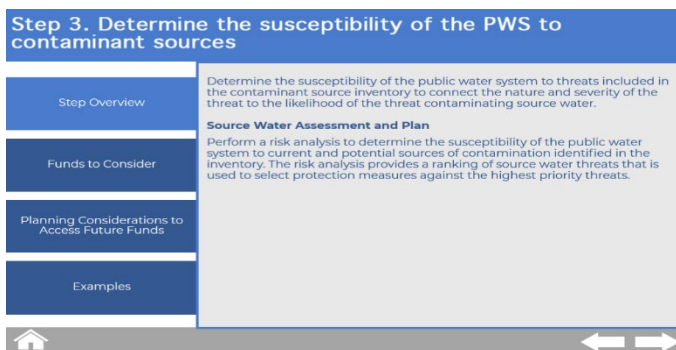 Step 3. Determine the susceptibility of the PWS to
contaminant sources
Step Overview
Funds to Consider
Planning Considerations to
Access Future Funds
Examples
Determine the susceptibility of the public water system to threats included in
the contaminant source inventory to connect the nature and severity of the
threat to the likelihood of the threat contaminating source water.
Source Water Assessment and Plan
Perform a risk analysis to determine the susceptibility of the public water
system to current and potential sources of contamination identified in the
inventory. The risk analysis provides a ranking of source water threats that is
used to select protection measures against the highest priority threats.